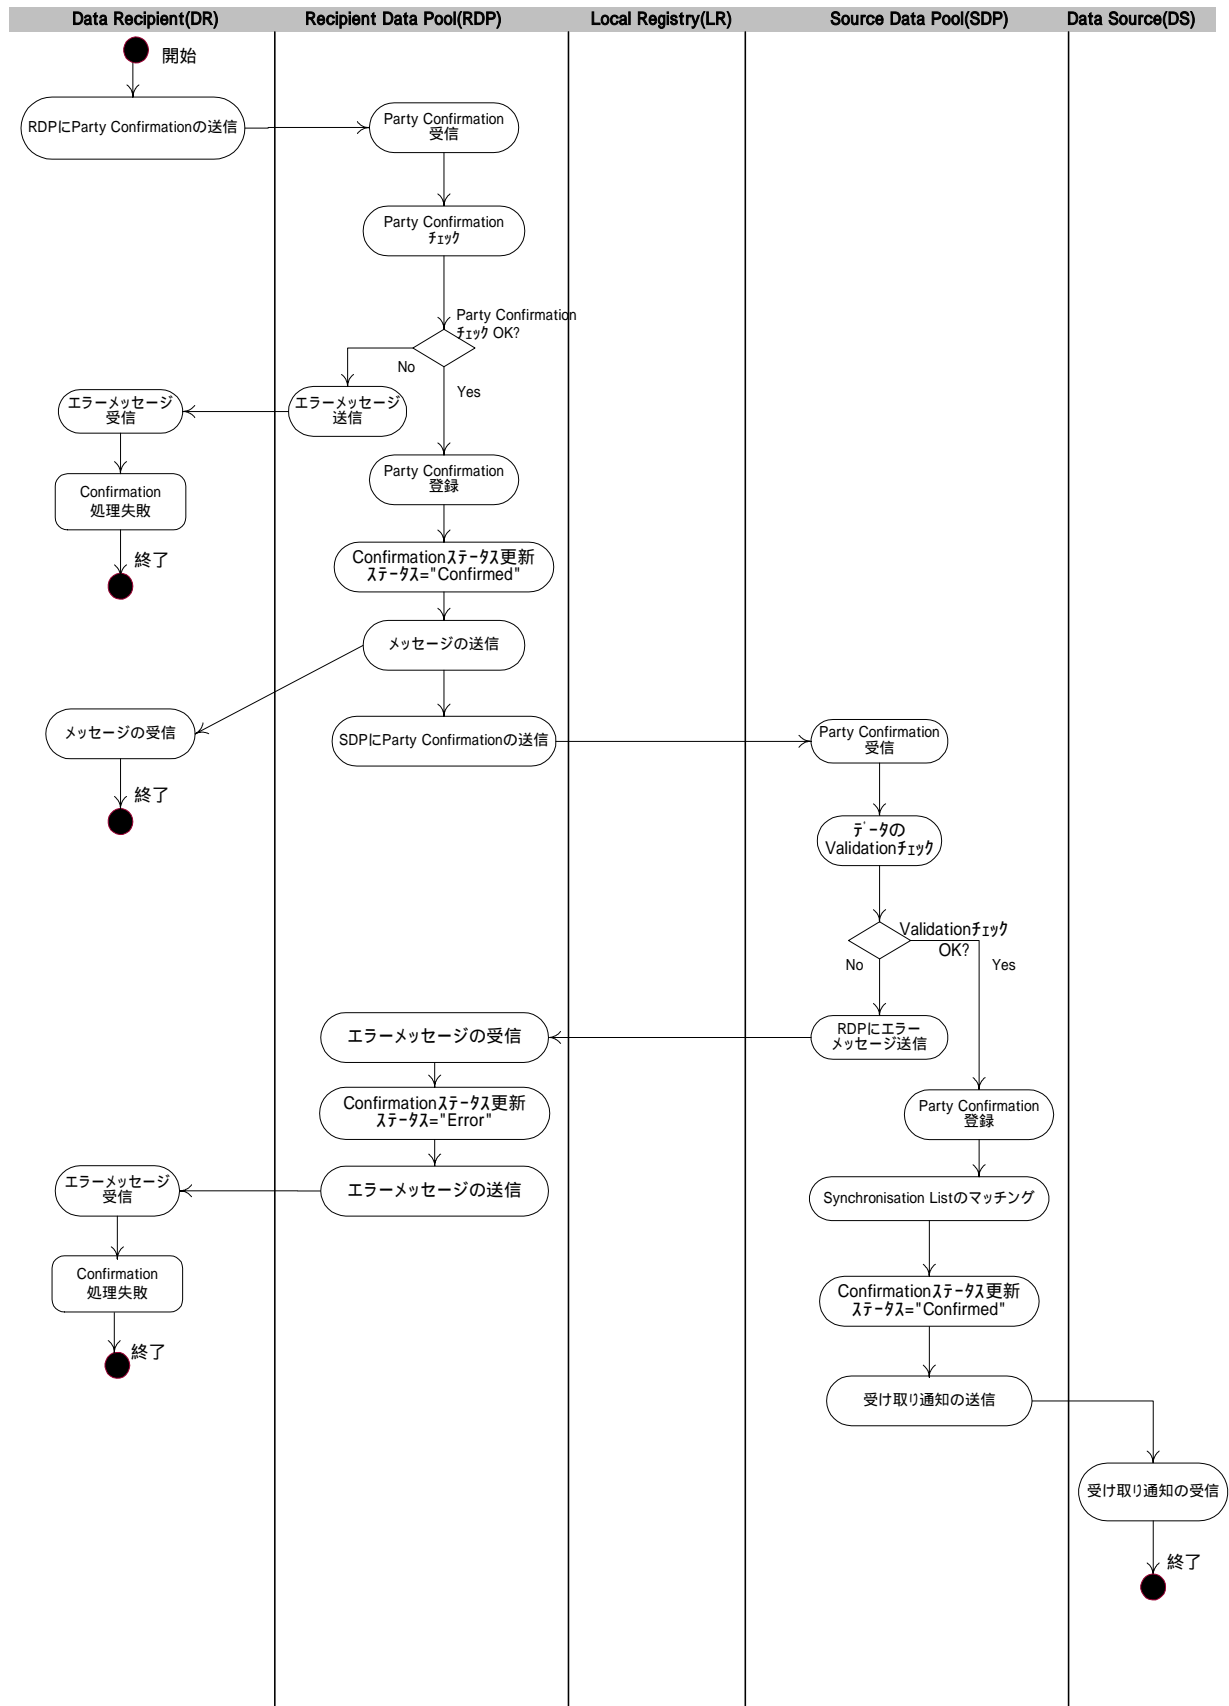 Data Recipient(DR)
Recipient Data Pool(RDP)
Local Registry(LR)
Source Data Pool(SDP)
Data Source(DS)
開始
RDPにParty Confirmationの送信
Party Confirmation
受信
Party Confirmation
ﾁｪｯｸ
Party Confirmation
ﾁｪｯｸ OK?
No
Yes
エラーメッセージ
受信
エラーメッセージ
送信
Party Confirmation
登録
Confirmation
処理失敗
終了
Confirmationｽﾃｰﾀｽ更新
ｽﾃｰﾀｽ="Confirmed"
メッセージの送信
メッセージの受信
SDPにParty Confirmationの送信
Party Confirmation
受信
終了
ﾃﾞｰﾀの
Validationﾁｪｯｸ
Validationﾁｪｯｸ
OK?
No
Yes
エラーメッセージの受信
RDPにエラー
メッセージ送信
Confirmationｽﾃｰﾀｽ更新
ｽﾃｰﾀｽ="Error"
Party Confirmation
登録
エラーメッセージ
受信
エラーメッセージの送信
Synchronisation Listのマッチング
Confirmation
処理失敗
Confirmationｽﾃｰﾀｽ更新
ｽﾃｰﾀｽ="Confirmed"
終了
受け取り通知の送信
受け取り通知の受信
終了